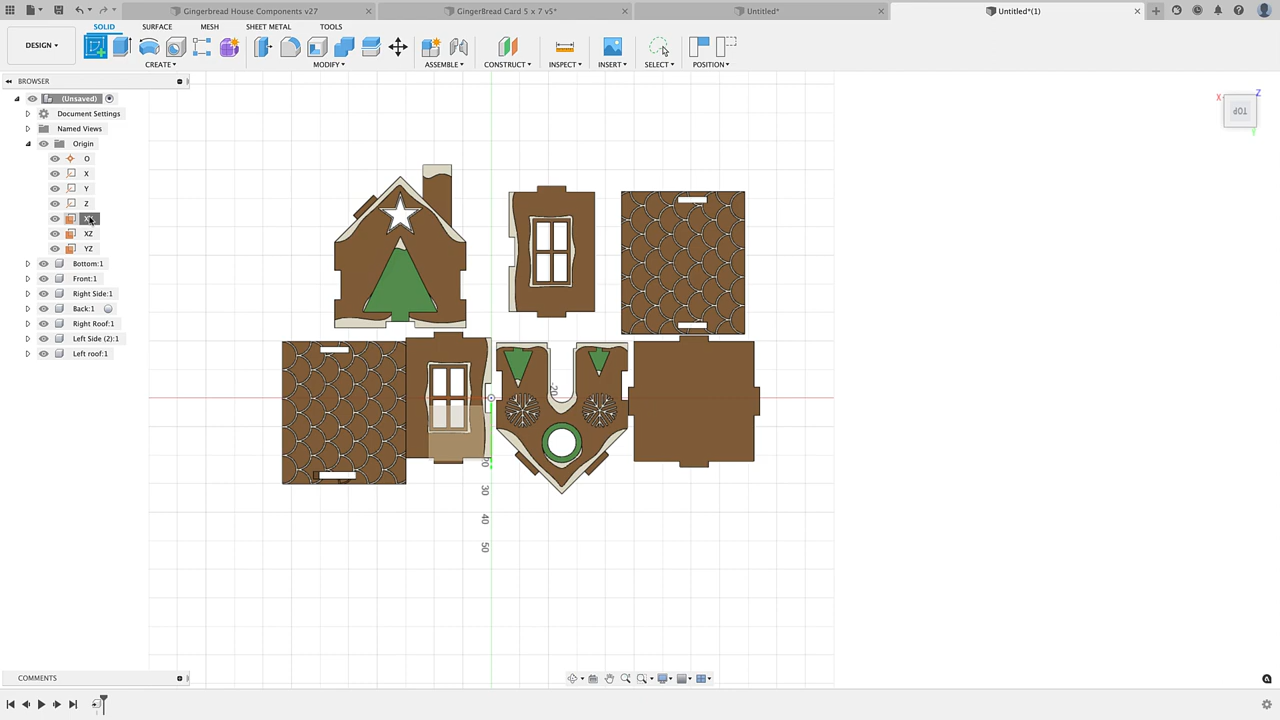 Gingerbread House Components v27
GingerBread Card 5 x 7 v5*
Untitled*
Untitled*(1)
DESIGN
SOLID
SURFACE
MESH
SHEET METAL
TOOLS
CREATE
MODIFY
ASSEMBLE
CONSTRUCT
INSPECT
INSERT
SELECT
POSITION
BROWSER
(Unsaved)
Document Settings
Named Views
Origin
O
X
Y
Z
XZ
YZ
Bottom:1
Front:1
Right Side:1
Back:1
Right Roof:1
Left Side (2):1
Left roof:1
X
Z
TOP
-20
30
40
50
COMMENTS